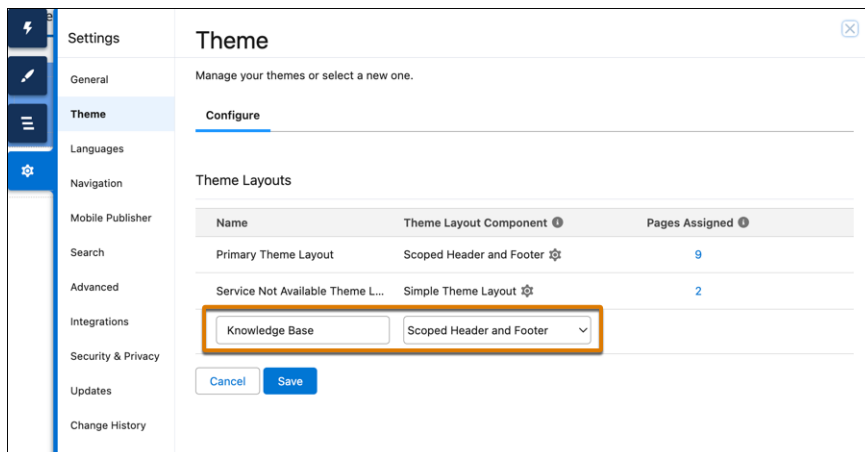 Settings
General
Theme
Languages
Navigation
Mobile Publisher
Search
Advanced
Integrations
Security & Privacy
Updates
Change History
Theme
Manage your themes or select a new one.
Configure
Theme Layouts
Name Theme Layout Component Pages Assigned
Primary Theme Layout Scoped Header and Footer 9
Service Not Available Theme L... Simple Theme Layout 2
Knowledge Base Scoped Header and Footer
Cancel Save